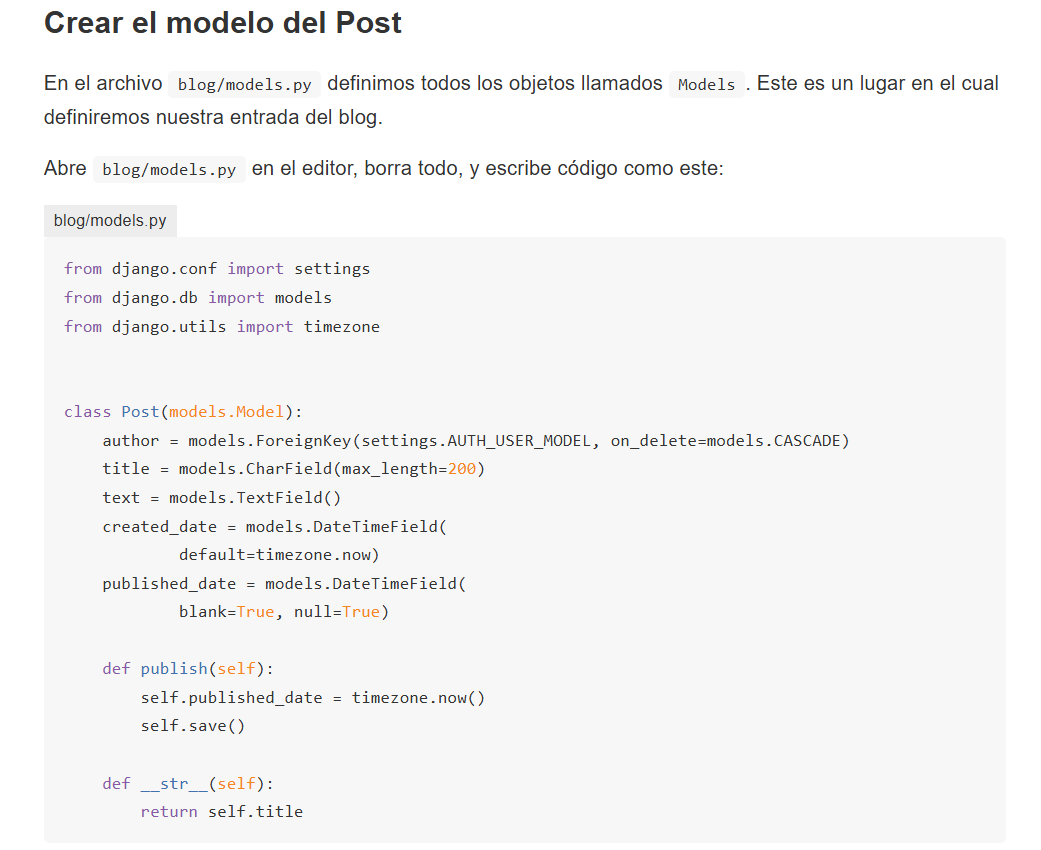 Crear el modelo del Post
En el archivo blog/models.py definimos todos los objetos llamados Models . Este es un lugar en el cual
definiremos nuestra entrada del blog.
Abre blog/models.py en el editor, borra todo, y escribe código como este:
blog/models.py
from django.conf import settings
from django.db import models
from django.utils import timezone
class Post(models.Model):
    author = models.ForeignKey(settings.AUTH_USER_MODEL, on_delete=models.CASCADE)
    title = models.CharField(max_length=200)
    text = models.TextField()
    created_date = models.DateTimeField(
            default=timezone.now)
    published_date = models.DateTimeField(
            blank=True, null=True)
    def publish(self):
        self.published_date = timezone.now()
        self.save()
    def __str__(self):
        return self.title